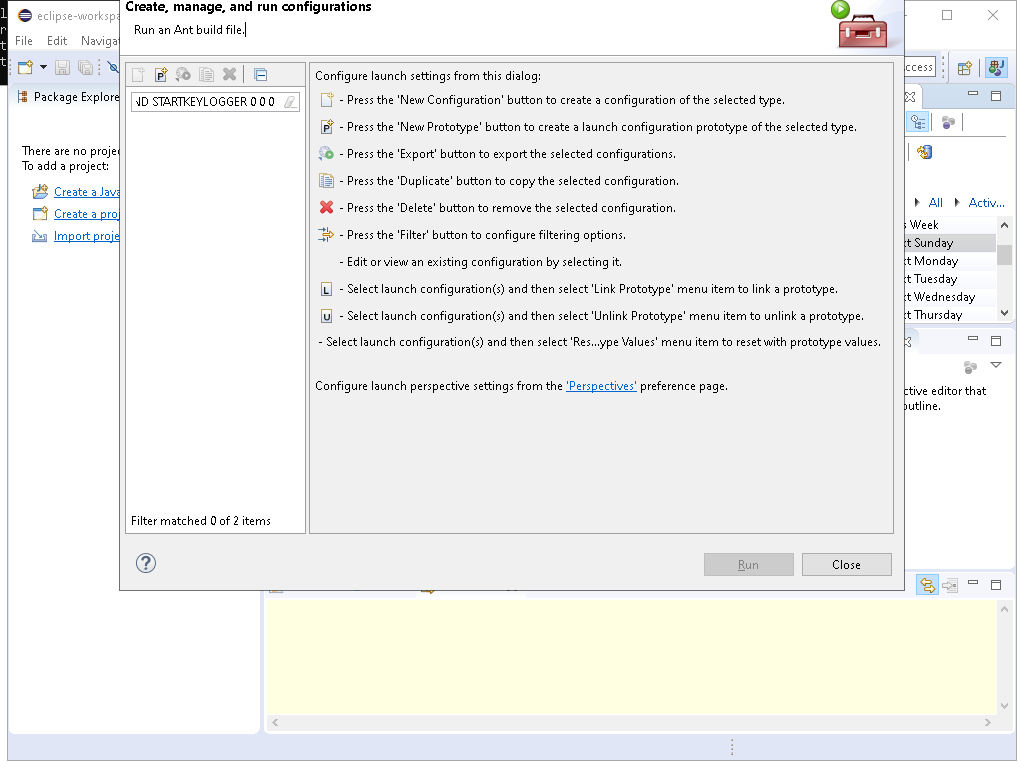 Create, manage, and run configurations
Run an Ant build file.
eclipse-workspa
File Edit Navigat
ccess
Package Explore
ID STARTKEYLOGGER 0 0 0
There are no projec
To add a project:
Create a Java
Create a proj
Import proje
Configure launch settings from this dialog:
- Press the 'New Configuration' button to create a configuration of the selected type.
- Press the 'New Prototype' button to create a launch configuration prototype of the selected type.
- Press the 'Export' button to export the selected configurations.
- Press the 'Duplicate' button to copy the selected configuration.
- Press the 'Delete' button to remove the selected configuration.
- Press the 'Filter' button to configure filtering options.
- Edit or view an existing configuration by selecting it.
L - Select launch configuration(s) and then select 'Link Prototype' menu item to link a prototype.
U - Select launch configuration(s) and then select 'Unlink Prototype' menu item to unlink a prototype.
- Select launch configuration(s) and then select 'Res...ype Values' menu item to reset with prototype values.
Configure launch perspective settings from the 'Perspectives' preference page.
Filter matched 0 of 2 items
Run
Close
All Activ...
s Week
xt Sunday
xt Monday
xt Tuesday
xt Wednesday
xt Thursday
ctive editor that
outline.